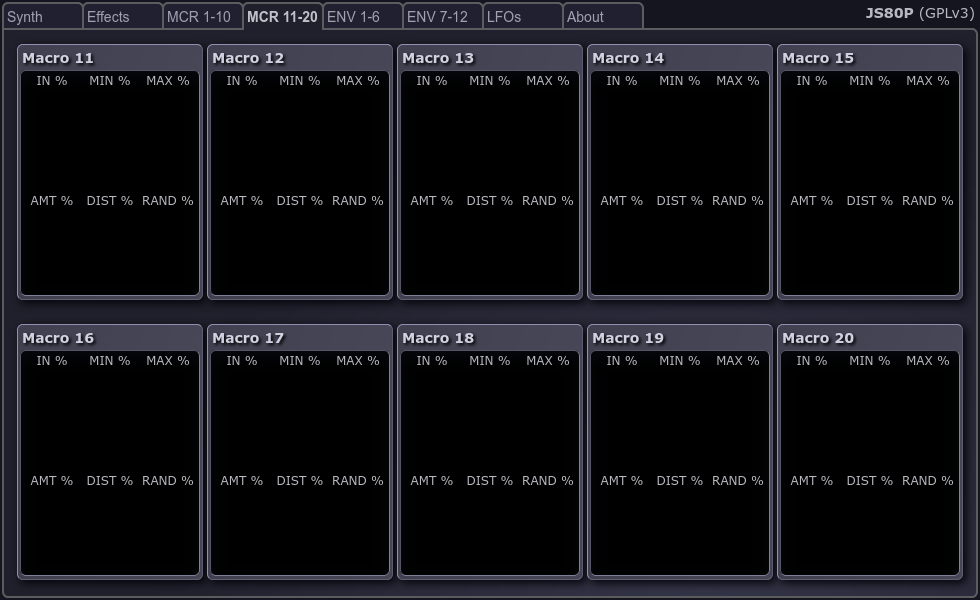 Synth Effects MCR 1-10 MCR 11-20 ENV 1-6 ENV 7-12 LFOs About JS80P (GPLv3)
Macro 11 Macro 12 Macro 13 Macro 14 Macro 15
IN % MIN % MAX % IN % MIN % MAX % IN % MIN % MAX % IN % MIN % MAX % IN % MIN % MAX %
AMT % DIST % RAND % AMT % DIST % RAND % AMT % DIST % RAND % AMT % DIST % RAND % AMT % DIST % RAND %
Macro 16 Macro 17 Macro 18 Macro 19 Macro 20
IN % MIN % MAX % IN % MIN % MAX % IN % MIN % MAX % IN % MIN % MAX % IN % MIN % MAX %
AMT % DIST % RAND % AMT % DIST % RAND % AMT % DIST % RAND % AMT % DIST % RAND % AMT % DIST % RAND %